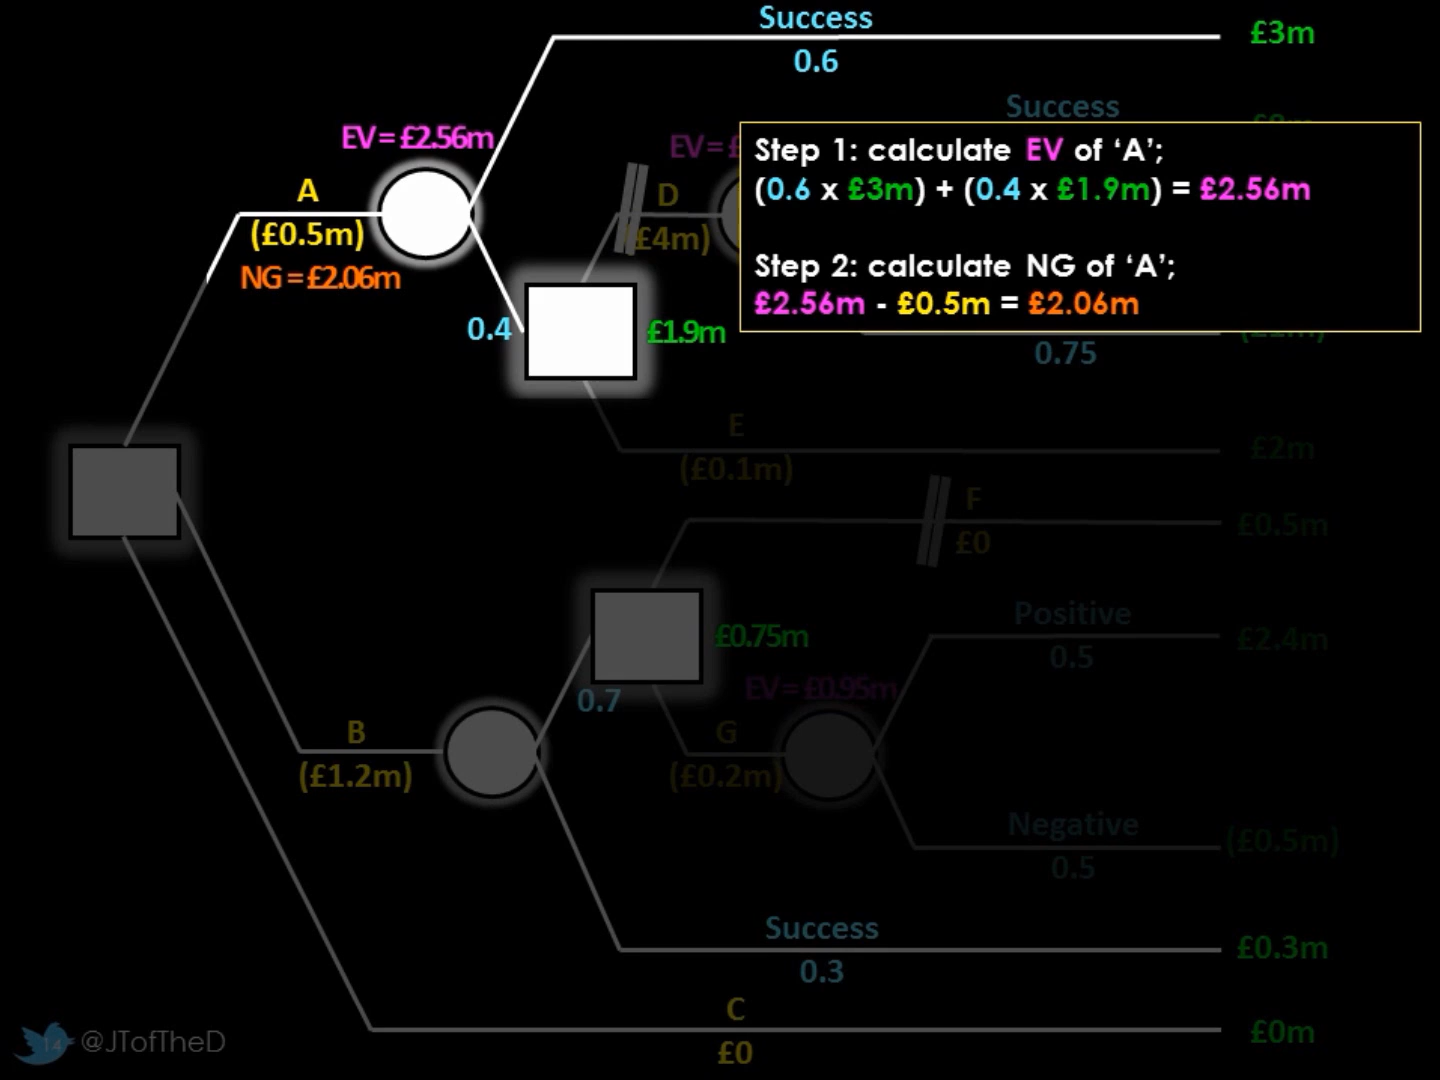 Success
0.6
£3m
Success
EV = £2.56m
EV = £
Step 1: calculate EV of ‘A’;
(0.6 x £3m) + (0.4 x £1.9m) = £2.56m
Step 2: calculate NG of ‘A’;
£2.56m - £0.5m = £2.06m
A
(£0.5m)
NG = £2.06m
D
(£4m)
0.4
£1.9m
0.75
E
(£0.1m)
£2m
F
£0
£0.5m
Positive
0.5
£2.4m
£0.75m
0.7
EV = £0.95m
B
(£1.2m)
G
(£0.2m)
Negative
0.5
(£0.5m)
Success
0.3
£0.3m
C
£0
£0m
14
@JTofTheD